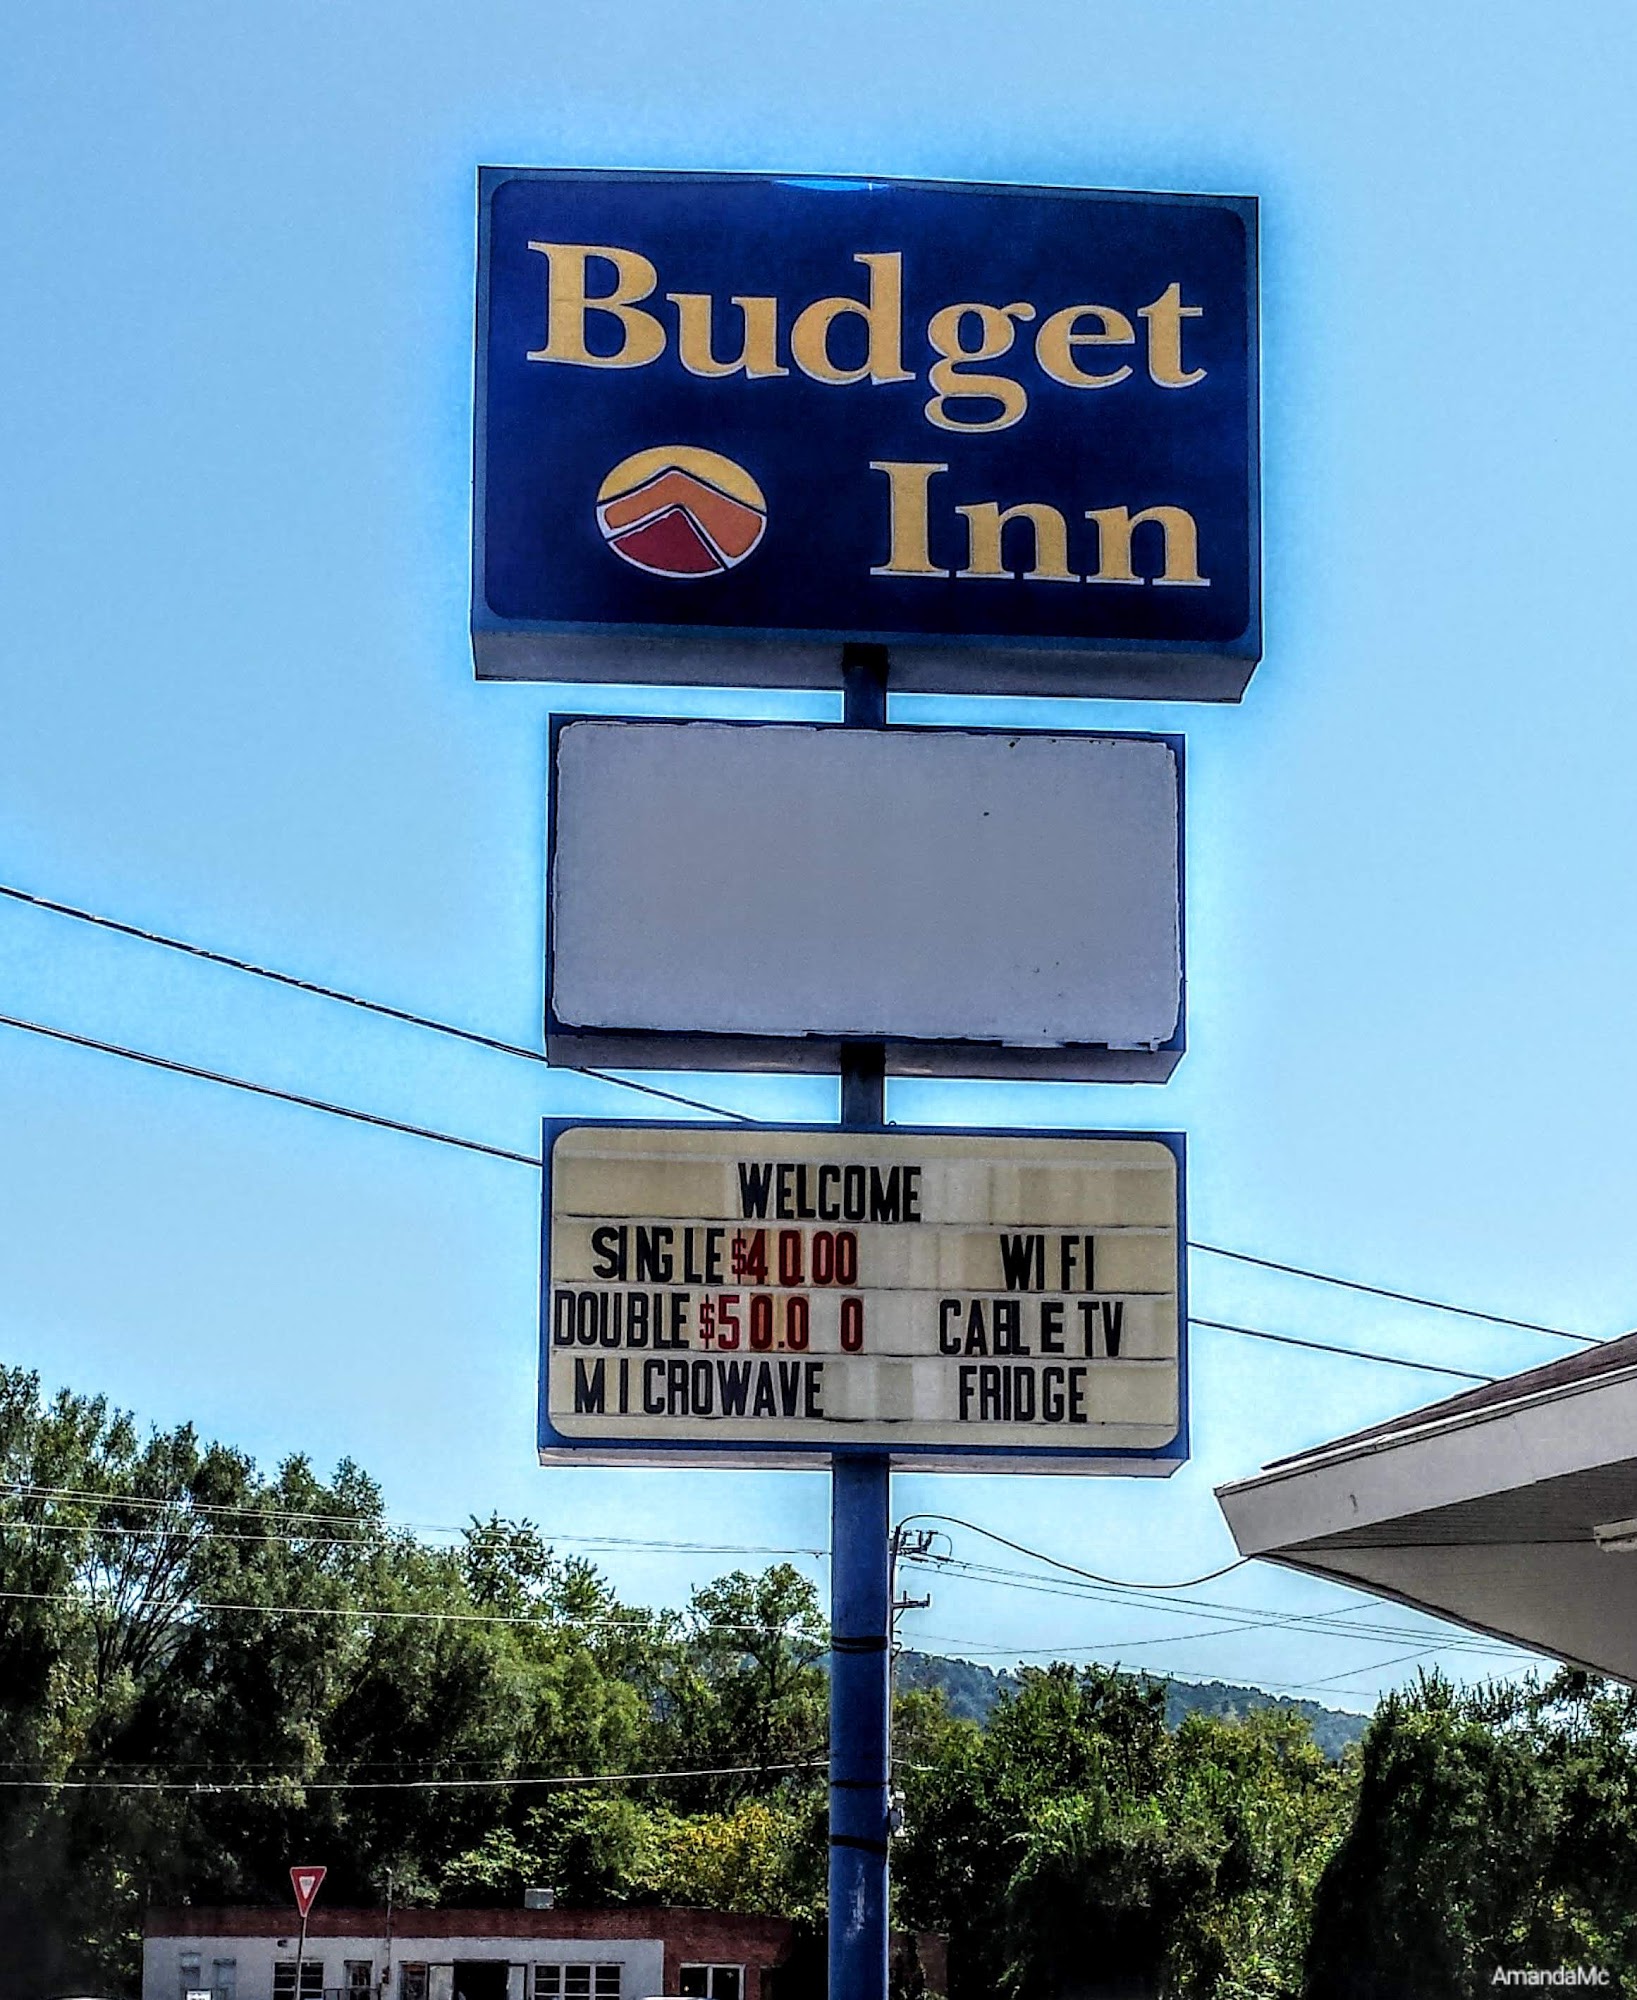 Budget
Inn
WELCOME
SINGLE $40.00 WIFI
DOUBLE $50.00 CABLE TV
MICROWAVE FRIDGE
AmandaMc